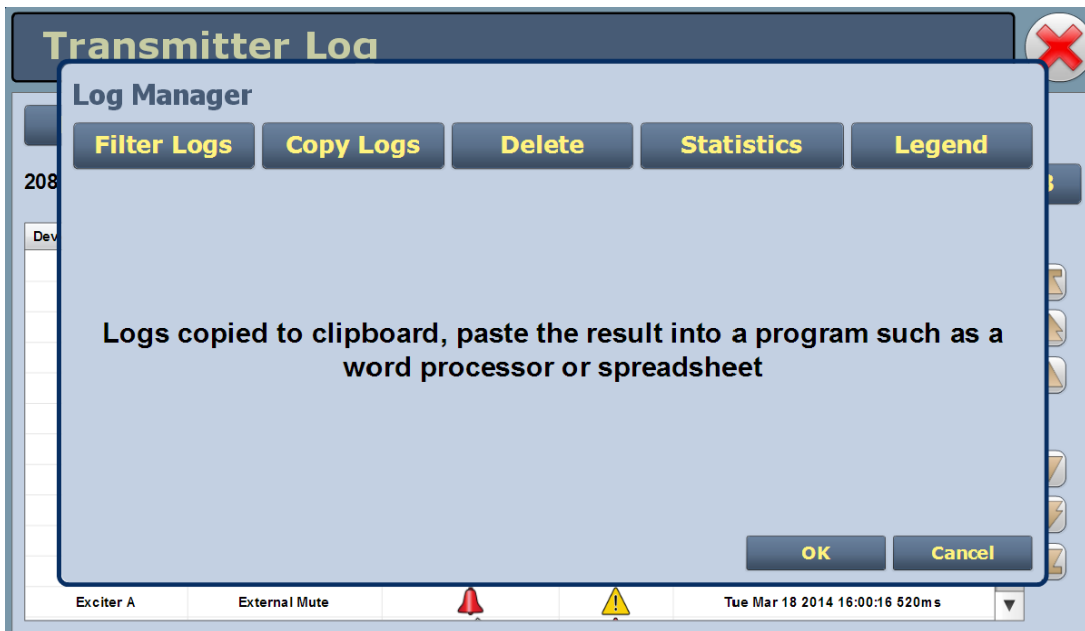 Transmitter Log
Log Manager
Filter Logs Copy Logs Delete Statistics Legend
208
Dev
Logs copied to clipboard, paste the result into a program such as a
word processor or spreadsheet
OK Cancel
Exciter A External Mute Tue Mar 18 2014 16:00:16 520ms